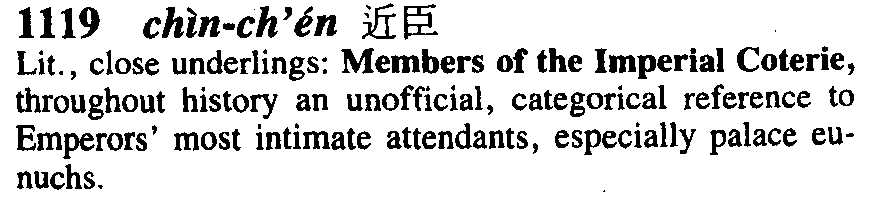 1119 chìn-ch'én 近臣
Lit., close underlings: Members of the Imperial Coterie,
throughout history an unofficial, categorical reference to
Emperors' most intimate attendants, especially palace eu-
nuchs.